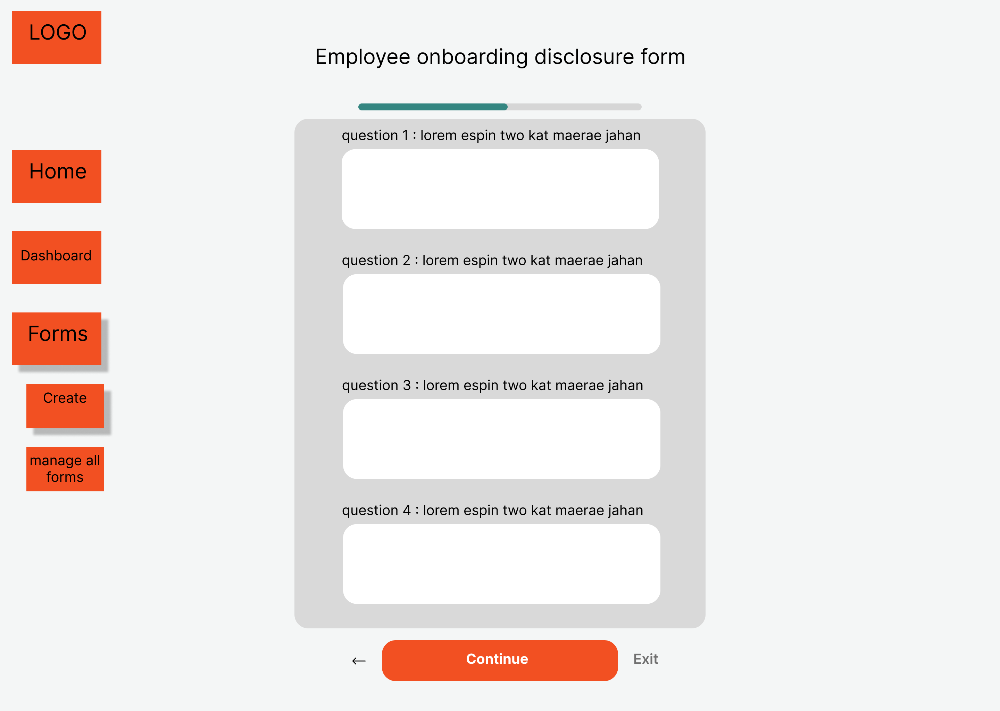 LOGO
Employee onboarding disclosure form
Home
Dashboard
Forms
Create
manage all
forms
question 1 : lorem espin two kat maerae jahan
question 2 : lorem espin two kat maerae jahan
question 3 : lorem espin two kat maerae jahan
question 4 : lorem espin two kat maerae jahan
Continue
Exit